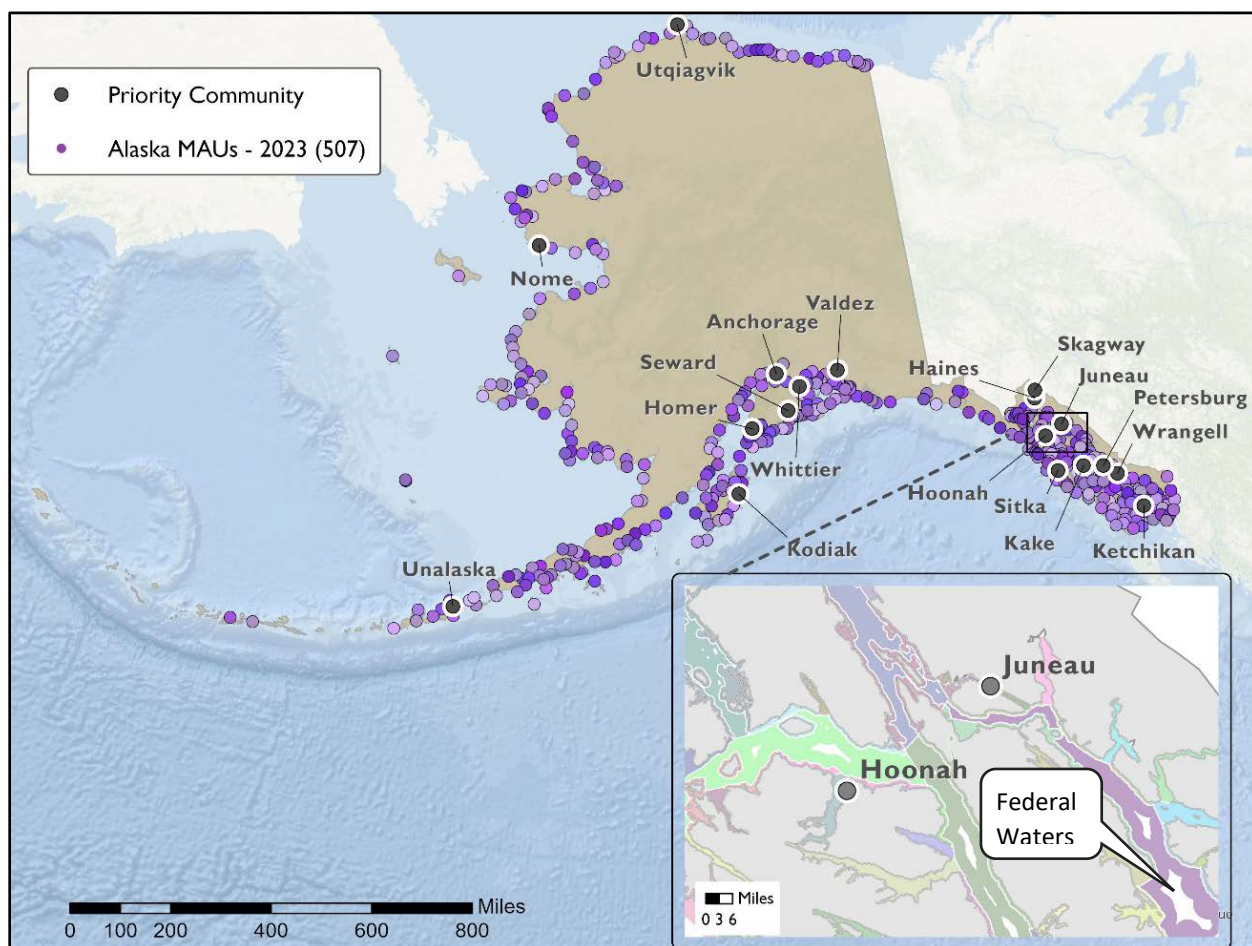 Utqiagvik
Priority Community
Alaska MAUs - 2023 (507)
Nome
Valdez
Anchorage
Seward
Homer
Whittier
Kodiak
Unalaska
Skagway
Haines
Juneau
Petersburg
Wrangell
Hoonah
Sitka
Kake
Ketchikan
Juneau
Hoonah
Federal
Waters
Miles
0 3 6
Miles
0 100 200 400 600 800
ue